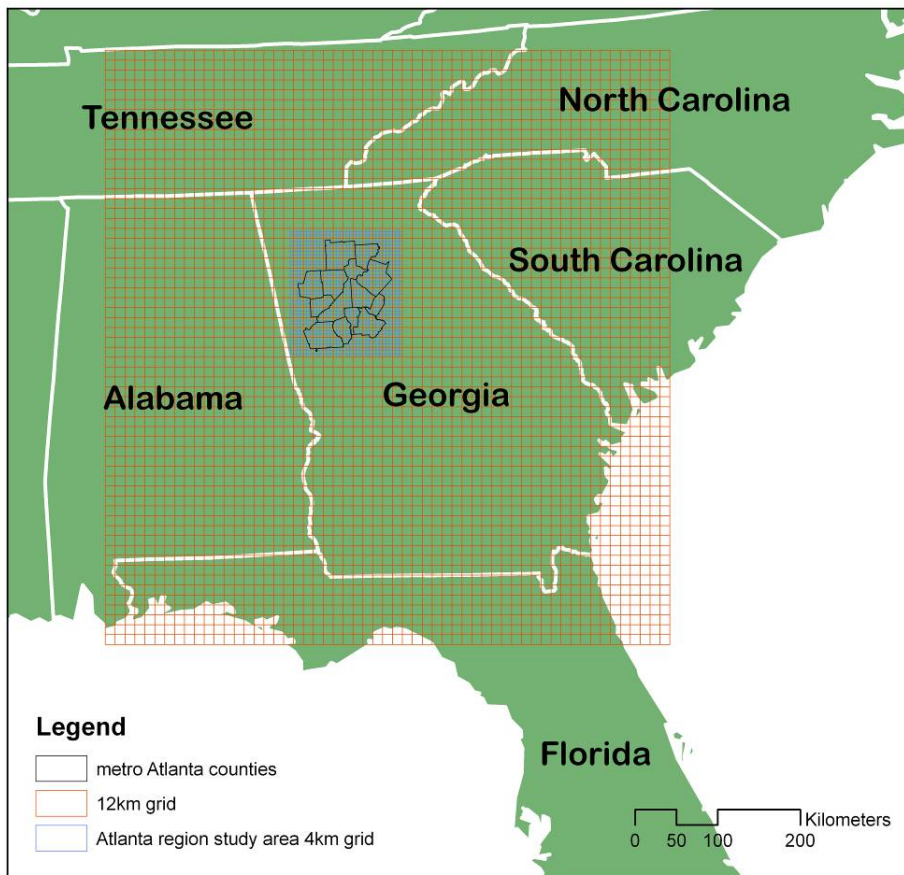 Tennessee
North Carolina
South Carolina
Alabama
Georgia
Florida
Legend
metro Atlanta counties
12km grid
Atlanta region study area 4km grid
Kilometers
0 50 100 200